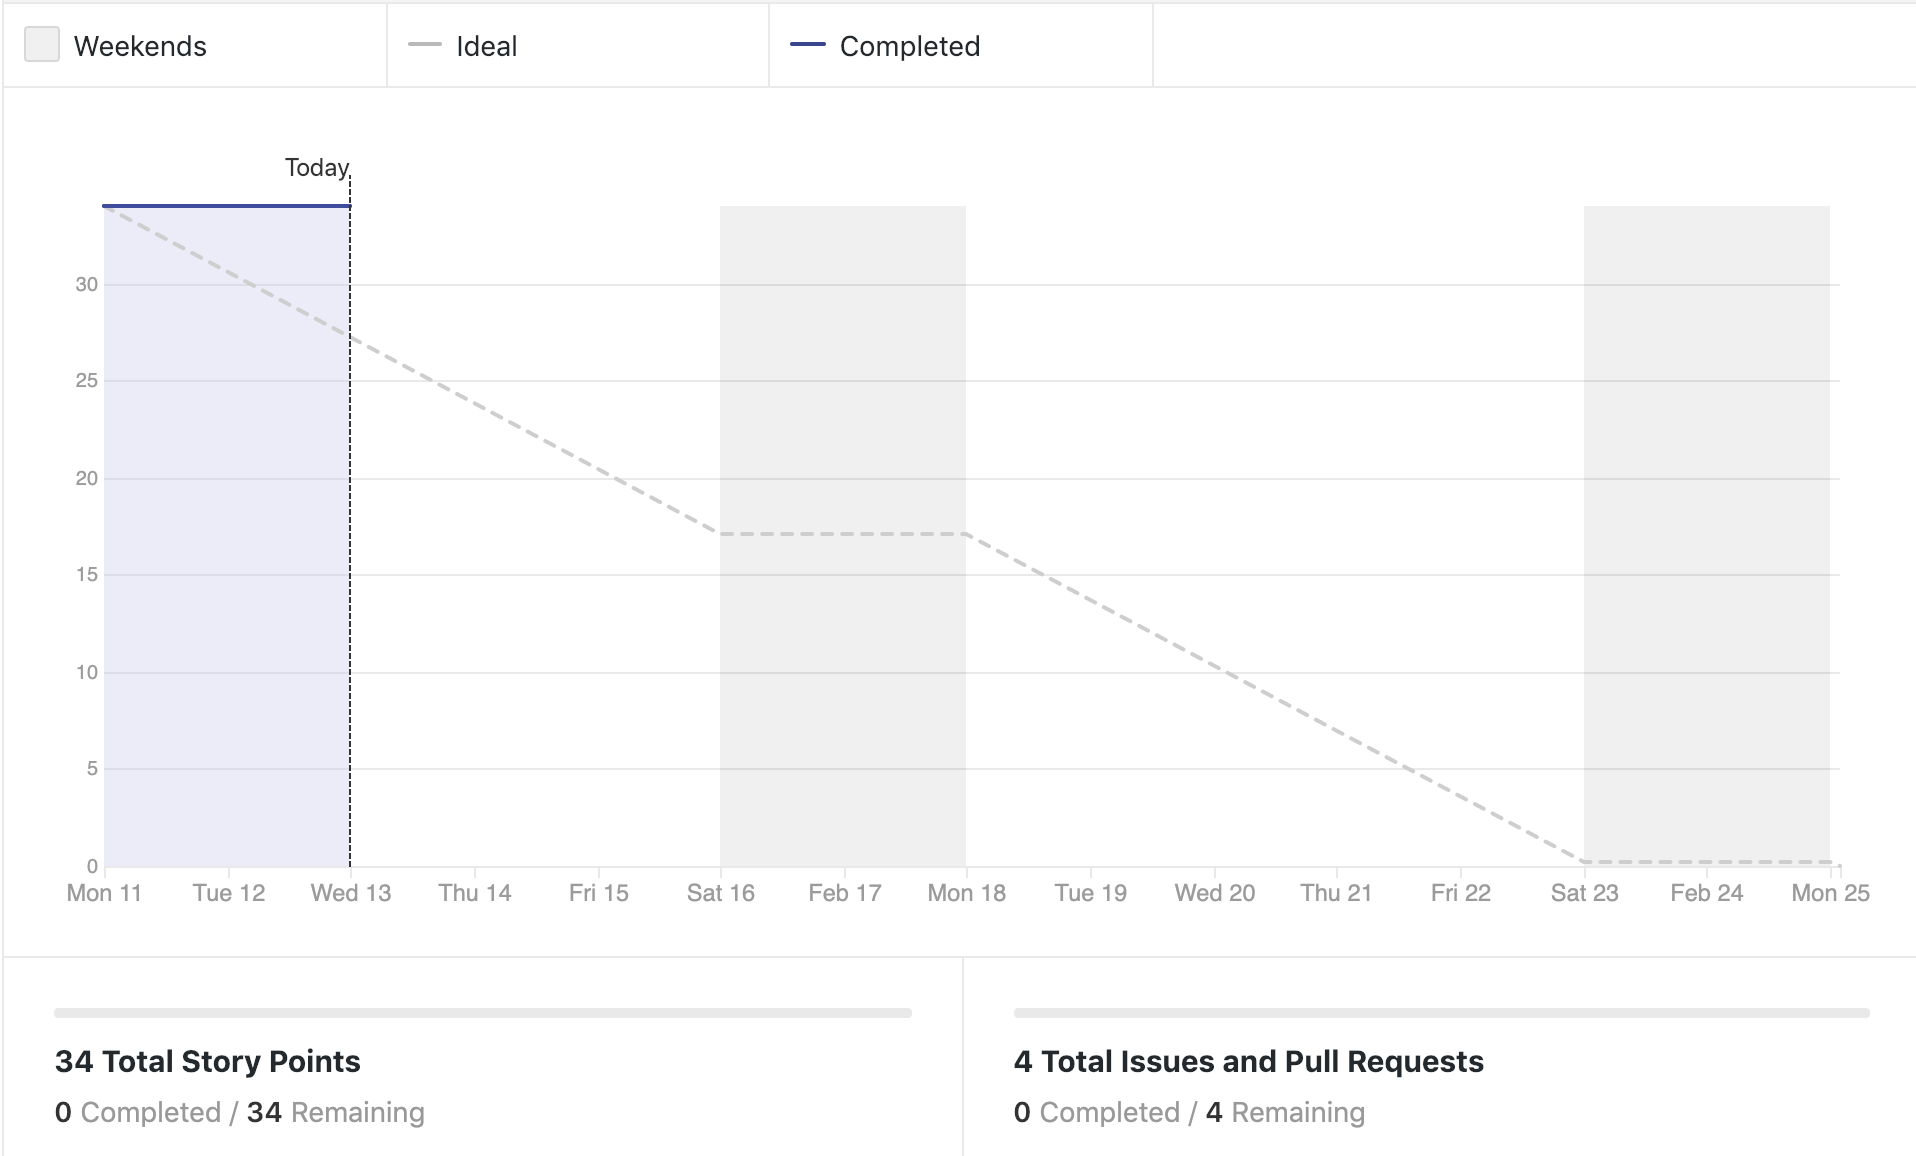 Weekends
Ideal
Completed
Today
30
25
20
15
10
5
0
Mon 11 Tue 12 Wed 13 Thu 14 Fri 15 Sat 16 Feb 17 Mon 18 Tue 19 Wed 20 Thu 21 Fri 22 Sat 23 Feb 24 Mon 25
34 Total Story Points
0 Completed / 34 Remaining
4 Total Issues and Pull Requests
0 Completed / 4 Remaining